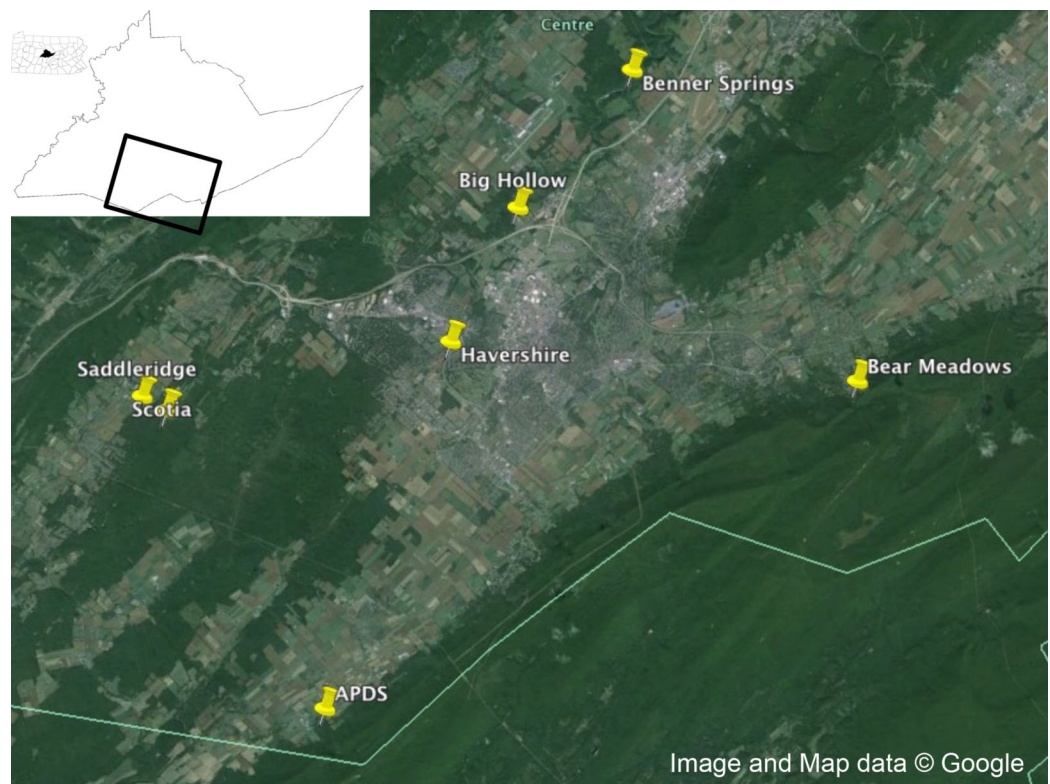 Centre
Benner Springs
Big Hollow
Havershire
Saddleridge
Scotia
Bear Meadows
APDS
Image and Map data © Google